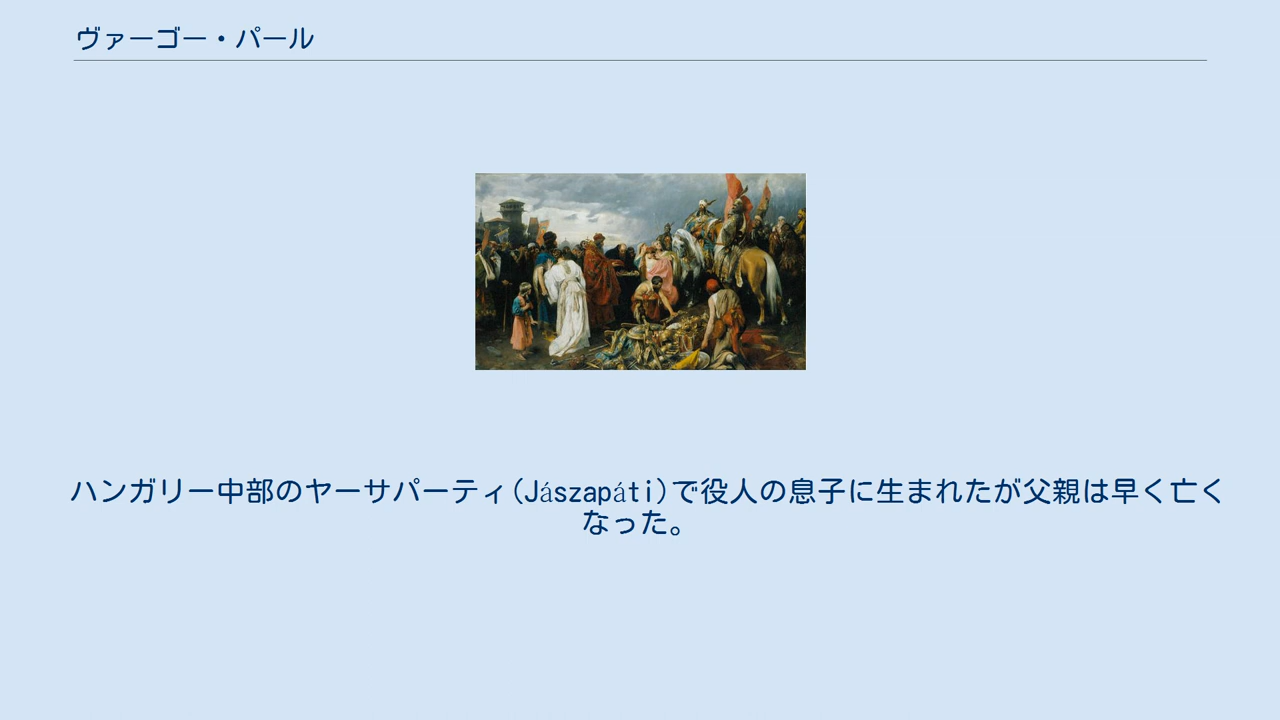 ヴァーゴー・パール
ハンガリー中部のヤーサパーティ(Jászapáti)で役人の息子に生まれたが父親は早く亡く
なった。